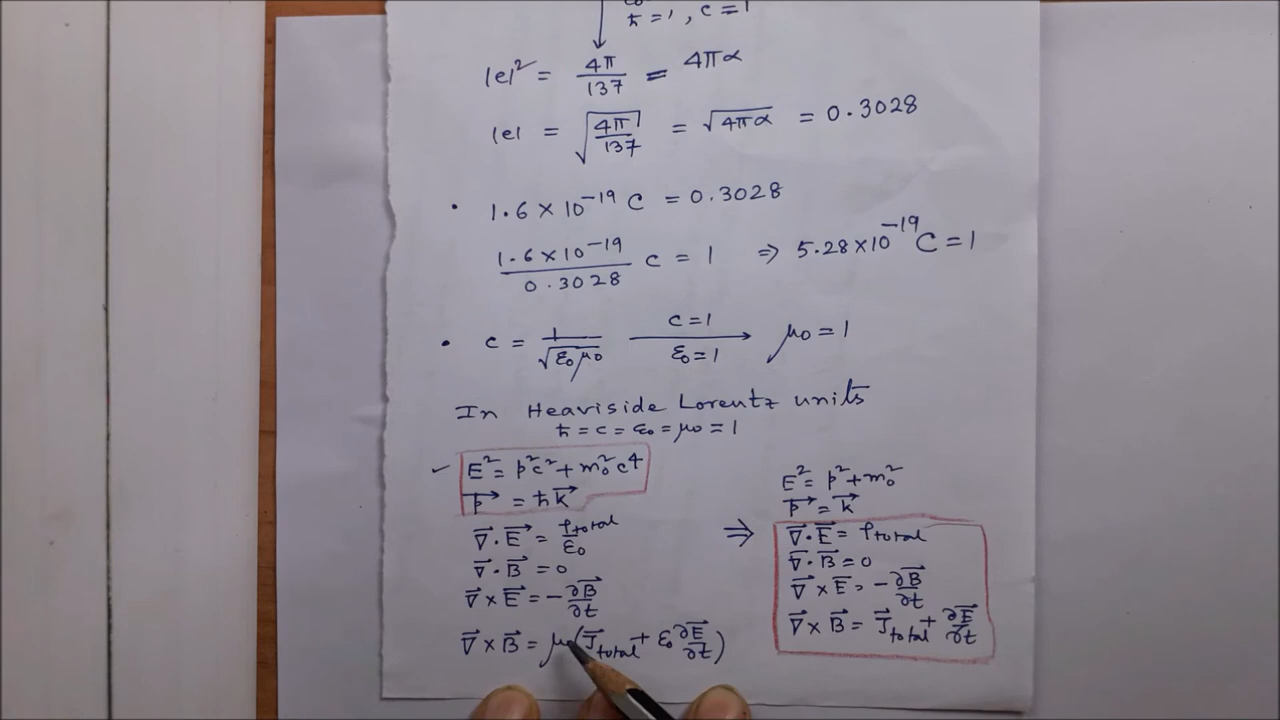 ħ = 1, c = 1
|e|² = 4π/137 = 4πα
|e| = √(4π/137) = √(4πα) = 0.3028
• 1.6 × 10⁻¹⁹ C = 0.3028
1.6 × 10⁻¹⁹/0.3028 C = 1 ⇒ 5.28 × 10⁻¹⁹ C = 1
• c = 1/√(ε₀μ₀) c = 1 → ε₀ = 1 μ₀ = 1
In Heaviside Lorentz units
ħ = c = ε₀ = μ₀ = 1
✓ E² = p²c² + m₀²c⁴
p⃗ = ħk⃗
∇⃗·E⃗ = ρtotal/ε₀
∇⃗·B⃗ = 0
∇⃗×E⃗ = −∂B⃗/∂t
∇⃗×B⃗ = μ₀(J⃗total + ε₀ ∂E⃗/∂t)
⇒
E² = p² + m₀²
p⃗ = k⃗
∇⃗·E⃗ = ρtotal
∇⃗·B⃗ = 0
∇⃗×E⃗ = −∂B⃗/∂t
∇⃗×B⃗ = J⃗total + ∂E⃗/∂t